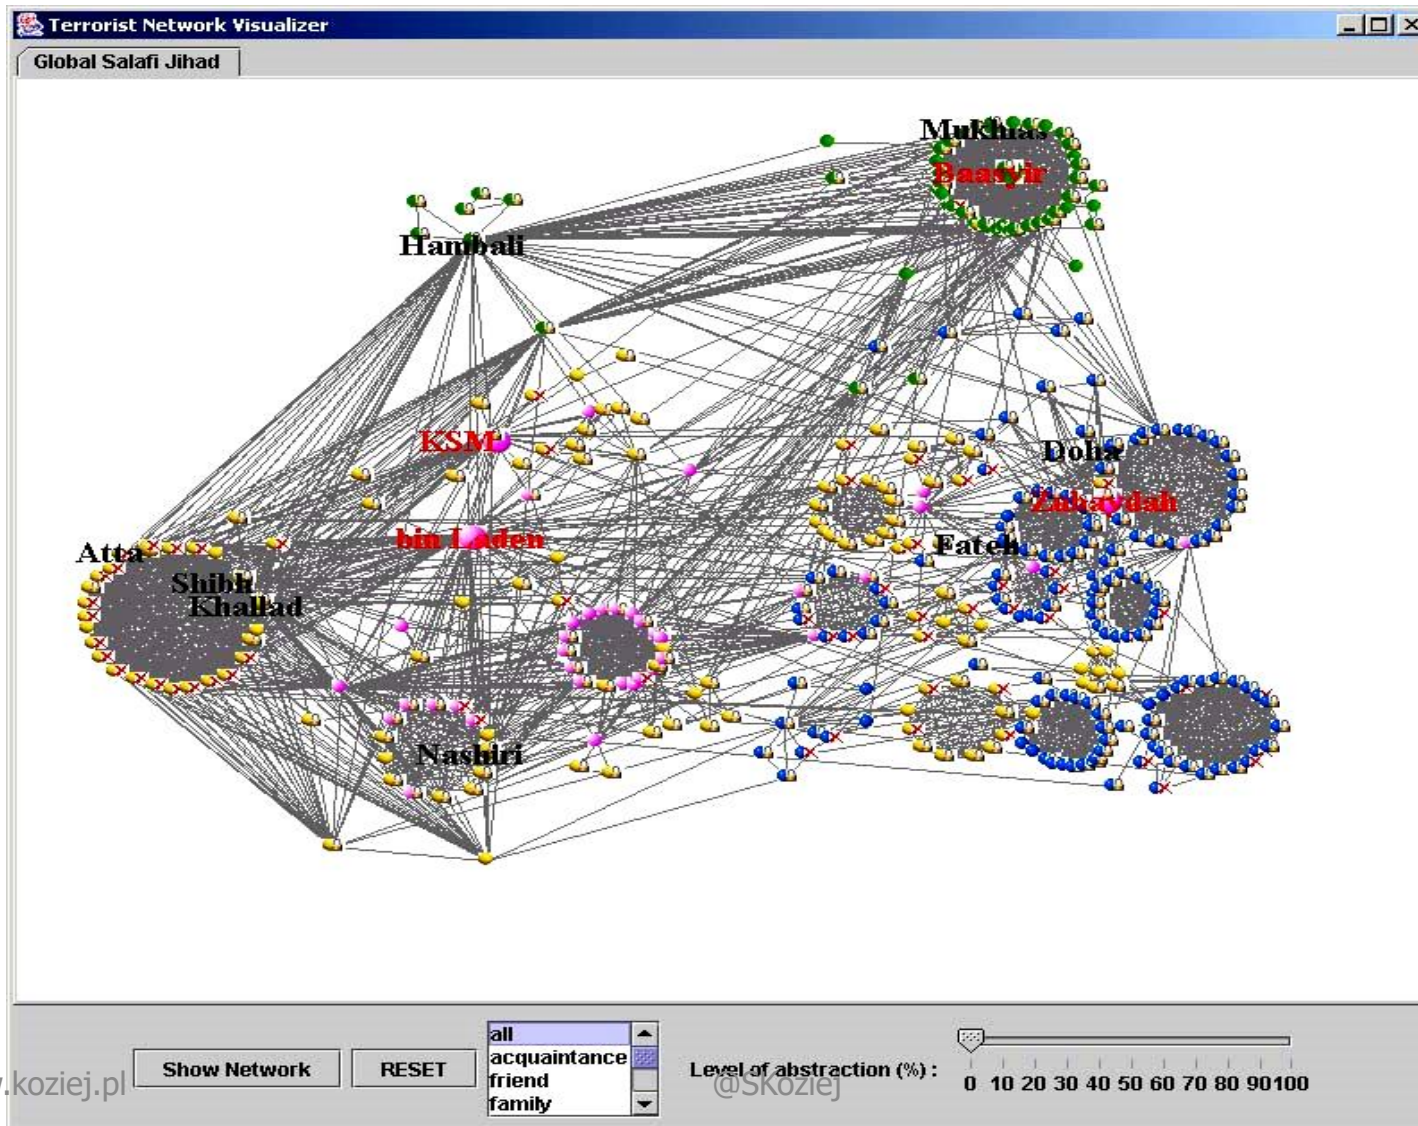 Terrorist Network Visualizer
Global Salafi Jihad
Mukhlas
Baasyir
Hambali
KSM
Doha
Zubaydah
bin Laden
Fateh
Atta
Shibh
Khallad
Nashiri
all
acquaintance
friend
family
Show Network
RESET
Level of abstraction (%) :
0 10 20 30 40 50 60 70 80 90 100
.koziej.pl
@SKoziej